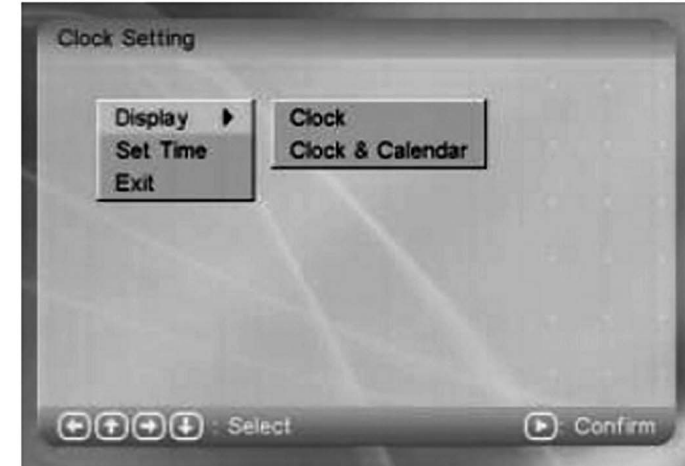 Clock Setting
Display
Set Time
Exit
Clock
Clock & Calendar
: Select
: Confirm